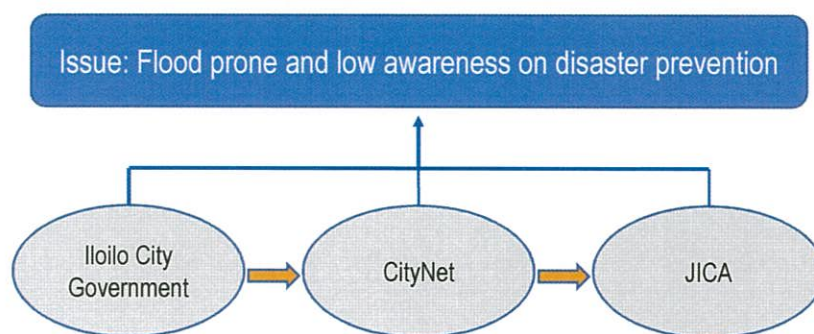 Issue: Flood prone and low awareness on disaster prevention
Iloilo City
Government
CityNet
JICA